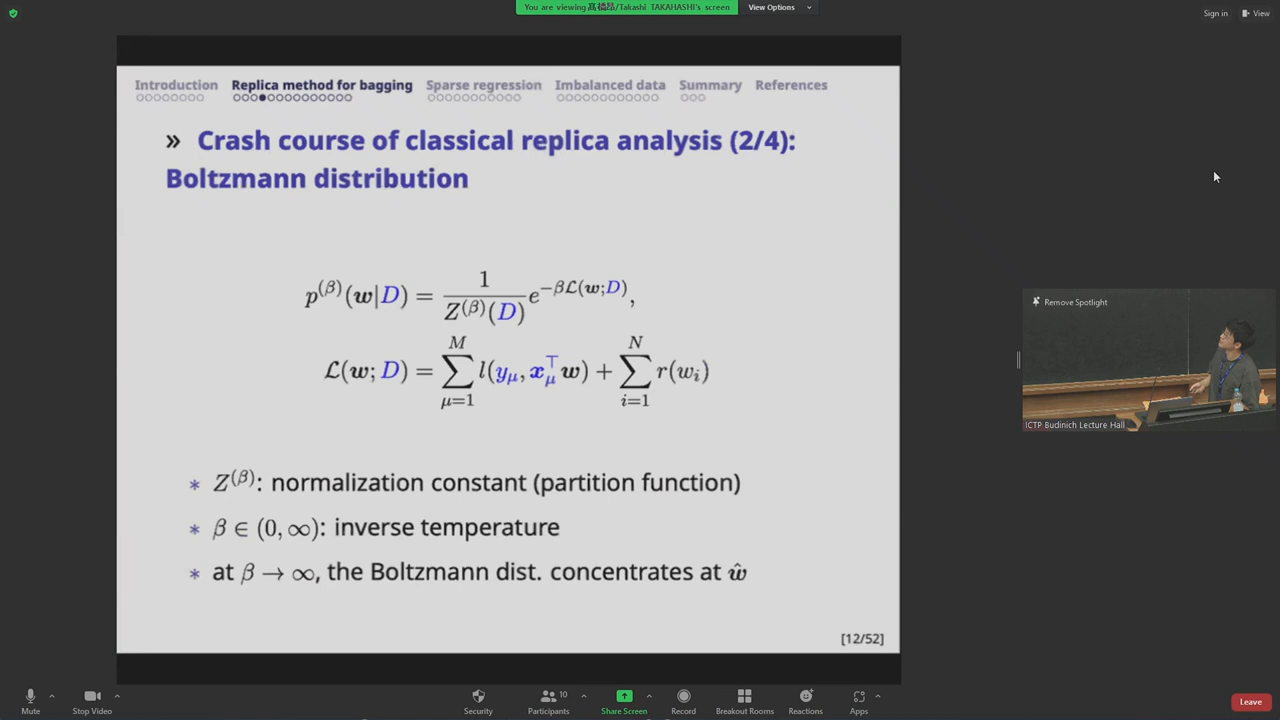 You are viewing 髙橋昂/Takashi TAKAHASHI's screen
View Options
Sign in
View
Introduction
Replica method for bagging
Sparse regression
Imbalanced data
Summary
References
» Crash course of classical replica analysis (2/4):
Boltzmann distribution
p^{(β)}(w|D) = \frac{1}{Z^{(β)}(D)} e^{-βL(w;D)},
L(w; D) = \sum_{μ=1}^{M} l(y_μ, x_μ^⊤ w) + \sum_{i=1}^{N} r(w_i)
* Z^{(β)}: normalization constant (partition function)
* β ∈ (0, ∞): inverse temperature
* at β → ∞, the Boltzmann dist. concentrates at ŵ
[12/52]
Remove Spotlight
ICTP Budinich Lecture Hall
Mute
Stop Video
Security
Participants
10
Share Screen
Record
Breakout Rooms
Reactions
Apps
Leave